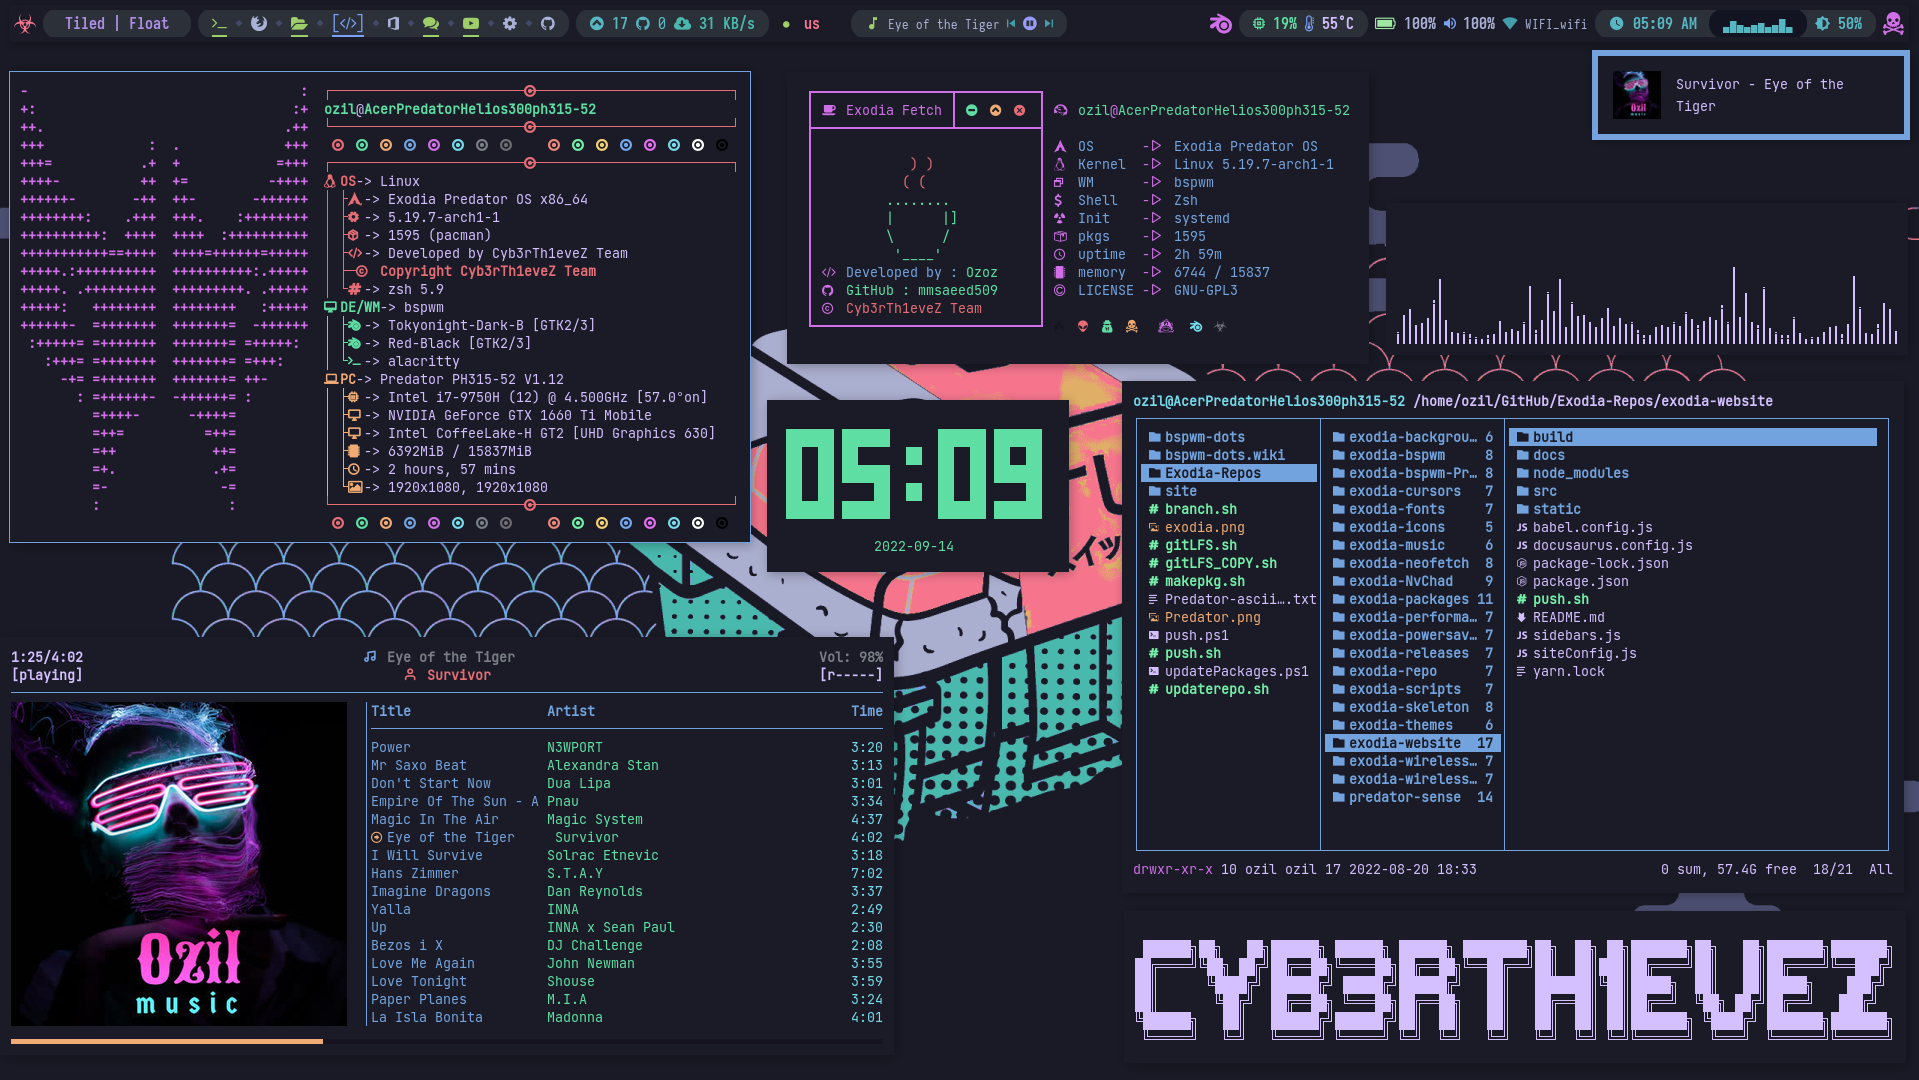 Tiled | Float
17 0 31 KB/s
us
Eye of the Tiger
19% 55°C
100% 100% WIFI_wifi
05:09 AM
50%
Survivor - Eye of the
Tiger
ozil@AcerPredatorHelios300ph315-52
OS-> Linux
-> Exodia Predator OS x86_64
-> 5.19.7-arch1-1
-> 1595 (pacman)
-> Developed by Cyb3rTh1eveZ Team
Copyright Cyb3rTh1eveZ Team
-> zsh 5.9
DE/WM-> bspwm
-> Tokyonight-Dark-B [GTK2/3]
-> Red-Black [GTK2/3]
-> alacritty
PC-> Predator PH315-52 V1.12
-> Intel i7-9750H (12) @ 4.500GHz [57.0°on]
-> NVIDIA GeForce GTX 1660 Ti Mobile
-> Intel CoffeeLake-H GT2 [UHD Graphics 630]
-> 6392MiB / 15837MiB
-> 2 hours, 57 mins
-> 1920x1080, 1920x1080
Exodia Fetch
Developed by : Ozoz
GitHub : mmsaeed509
Cyb3rTh1eveZ Team
ozil@AcerPredatorHelios300ph315-52
OS -> Exodia Predator OS
Kernel -> Linux 5.19.7-arch1-1
WM -> bspwm
Shell -> Zsh
Init -> systemd
pkgs -> 1595
uptime -> 2h 59m
memory -> 6744 / 15837
LICENSE -> GNU-GPL3
05:09
2022-09-14
ozil@AcerPredatorHelios300ph315-52 /home/ozil/GitHub/Exodia-Repos/exodia-website
bspwm-dots
bspwm-dots.wiki
Exodia-Repos
site
branch.sh
exodia.png
gitLFS.sh
gitLFS_COPY.sh
makepkg.sh
Predator-ascii….txt
Predator.png
push.ps1
push.sh
updatePackages.ps1
updaterepo.sh
exodia-backgrou… 6
exodia-bspwm 8
exodia-bspwm-Pr… 8
exodia-cursors 7
exodia-fonts 7
exodia-icons 5
exodia-music 6
exodia-neofetch 8
exodia-NvChad 9
exodia-packages 11
exodia-performa… 7
exodia-powersav… 7
exodia-releases 7
exodia-repo 7
exodia-scripts 7
exodia-skeleton 8
exodia-themes 6
exodia-website 17
exodia-wireless… 7
exodia-wireless… 7
predator-sense 14
build
docs
node_modules
src
static
babel.config.js
docusaurus.config.js
package-lock.json
package.json
push.sh
README.md
sidebars.js
siteConfig.js
yarn.lock
drwxr-xr-x 10 ozil ozil 17 2022-08-20 18:33 0 sum, 57.4G free 18/21 All
1:25/4:02 Eye of the Tiger Vol: 98%
[playing] Survivor [r-----]
Title Artist Time
Power N3WPORT 3:20
Mr Saxo Beat Alexandra Stan 3:13
Don't Start Now Dua Lipa 3:01
Empire Of The Sun - A Pnau 3:34
Magic In The Air Magic System 4:37
Eye of the Tiger Survivor 4:02
I Will Survive Solrac Etnevic 3:18
Hans Zimmer S.T.A.Y 7:02
Imagine Dragons Dan Reynolds 3:37
Yalla INNA 2:49
Up INNA x Sean Paul 2:30
Bezos i X DJ Challenge 2:08
Love Me Again John Newman 3:55
Love Tonight Shouse 3:59
Paper Planes M.I.A 3:24
La Isla Bonita Madonna 4:01
Ozil
music
CYB3RTHIEVEZ